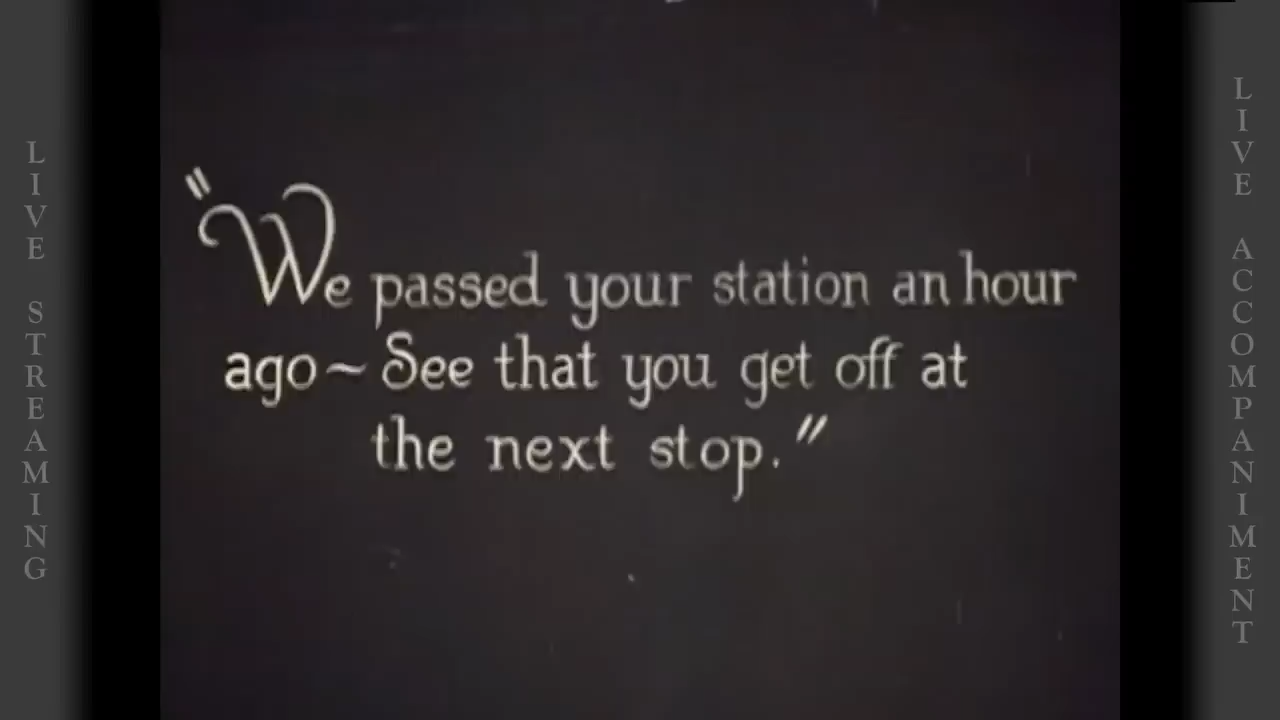 LIVE STREAMING
"We passed your station an hour
ago~See that you get off at
the next stop."
LIVE ACCOMPANIMENT